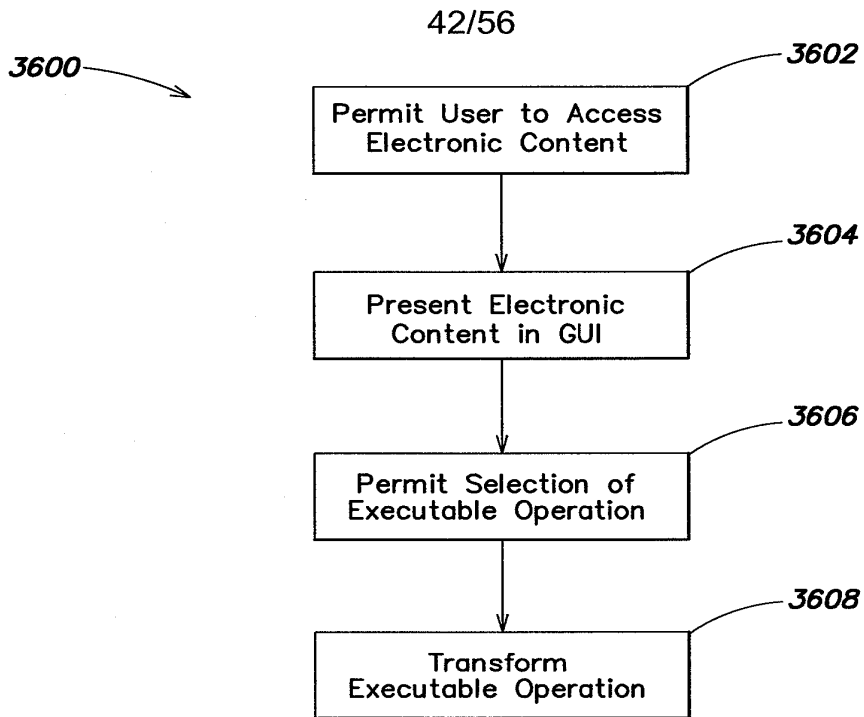 42/56
3600
3602
Permit User to Access
Electronic Content
3604
Present Electronic
Content in GUI
3606
Permit Selection of
Executable Operation
3608
Transform
Executable Operation